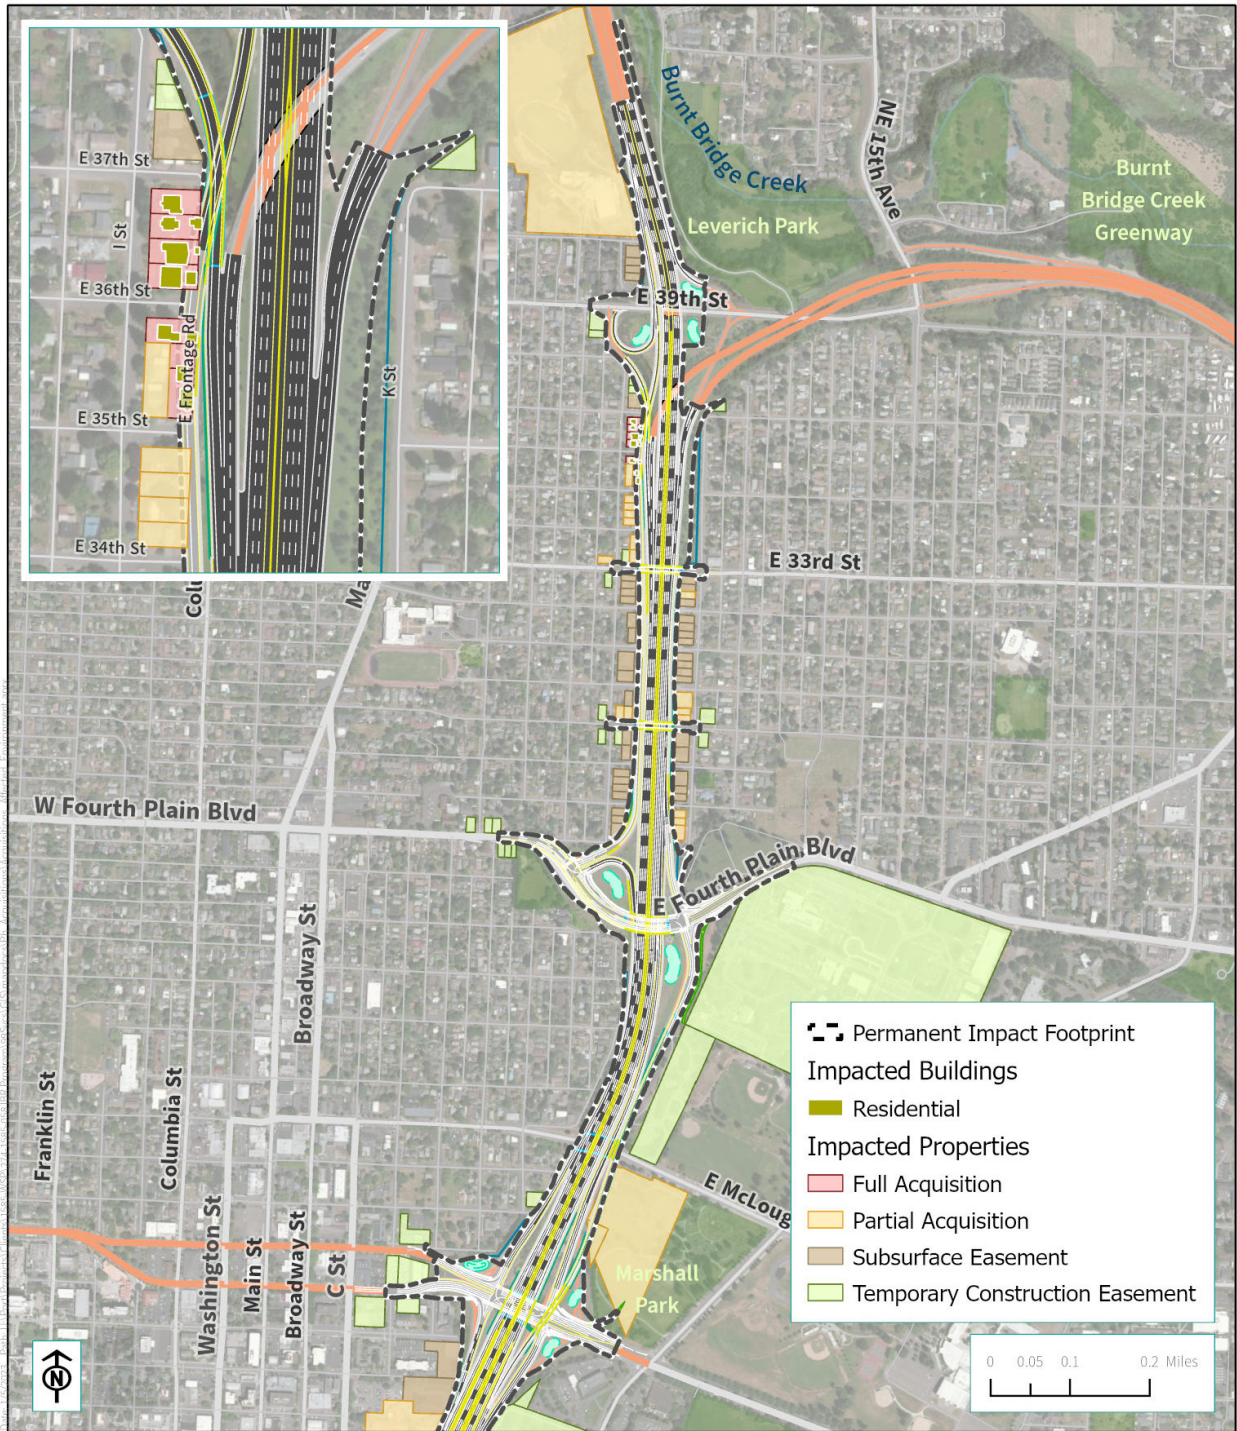 E 37th St
I St
E 36th St
E Frontage Rd
E 35th St
K St
E 34th St
Burnt Bridge Creek
NE 15th Ave
Leverich Park
Burnt
Bridge Creek
Greenway
E 39th St
E 33rd St
W Fourth Plain Blvd
E Fourth Plain Blvd
Broadway St
Franklin St
Columbia St
Washington St
Main St
Broadway St
C St
E McLoug
Marshall
Park
Permanent Impact Footprint
Impacted Buildings
Residential
Impacted Properties
Full Acquisition
Partial Acquisition
Subsurface Easement
Temporary Construction Easement
N
0 0.05 0.1 0.2 Miles